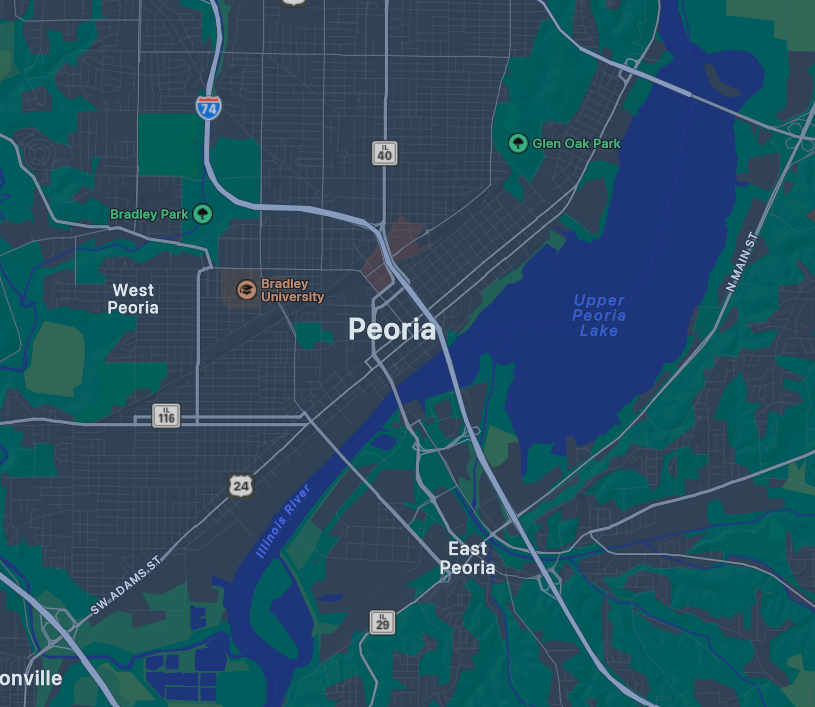 74
IL
40
Glen Oak Park
Bradley Park
N. MAIN ST
West
Peoria
Bradley
University
Upper
Peoria
Lake
Peoria
IL
116
24
Illinois River
East
Peoria
SW ADAMS ST
IL
29
onville